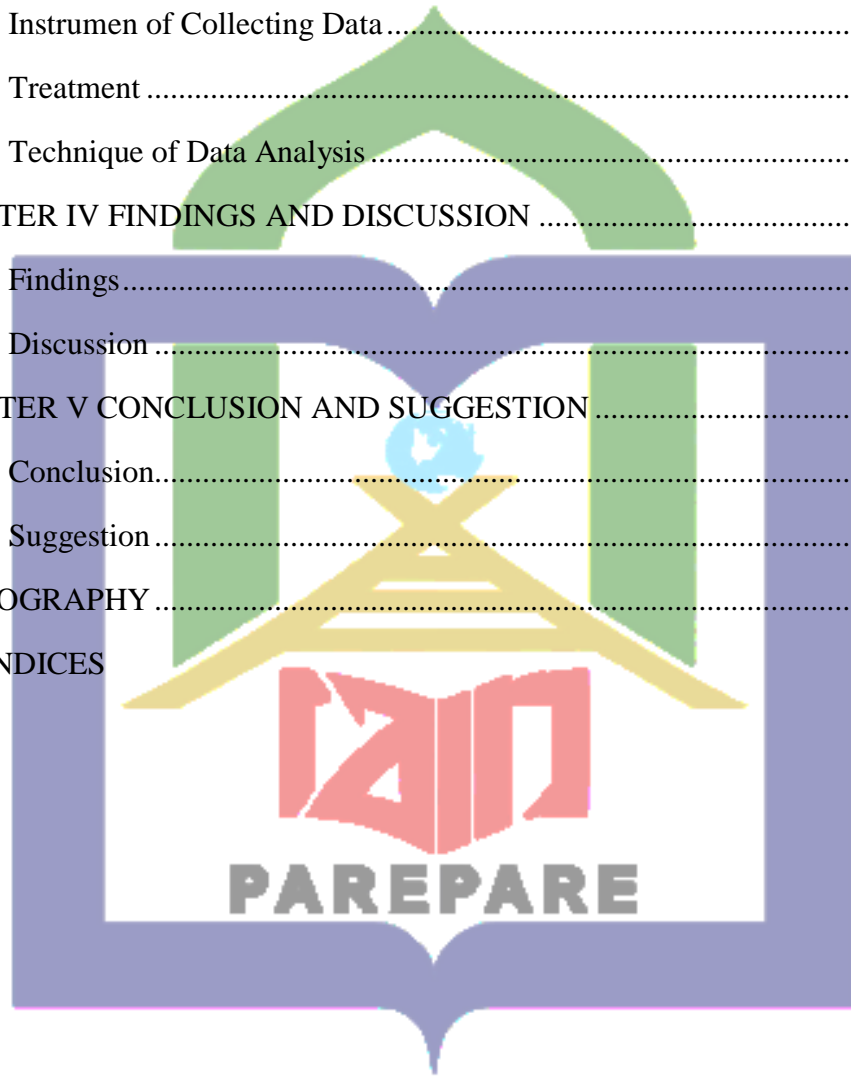 Instrumen of Collecting Data........................................................................
Treatment ........................................................................
Technique of Data Analysis ........................................................................
TER IV FINDINGS AND DISCUSSION ........................................................
Findings........................................................................
Discussion ........................................................................
TER V CONCLUSION AND SUGGESTION ................................................
Conclusion........................................................................
Suggestion ........................................................................
OGRAPHY ........................................................................
NDICES
iain
PAREPARE